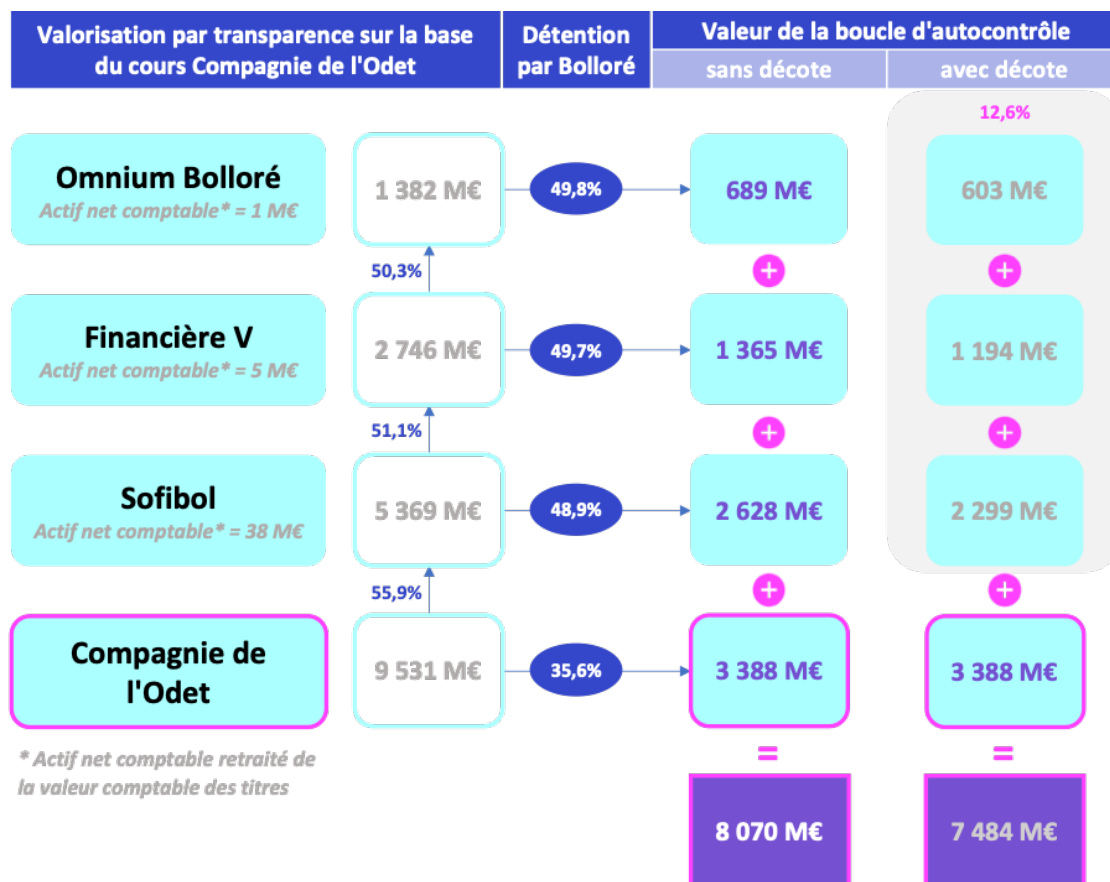 Valorisation par transparence sur la base
du cours Compagnie de l'Odet
Détention
par Bolloré
Valeur de la boucle d'autocontrôle
sans décote
avec décote
12,6%
Omnium Bolloré
Actif net comptable* = 1 M€
1 382 M€
49,8%
689 M€
603 M€
50,3%
+
+
Financière V
Actif net comptable* = 5 M€
2 746 M€
49,7%
1 365 M€
1 194 M€
51,1%
+
+
Sofibol
Actif net comptable* = 38 M€
5 369 M€
48,9%
2 628 M€
2 299 M€
55,9%
+
+
Compagnie de
l'Odet
9 531 M€
35,6%
3 388 M€
3 388 M€
* Actif net comptable retraité de
la valeur comptable des titres
=
=
8 070 M€
7 484 M€